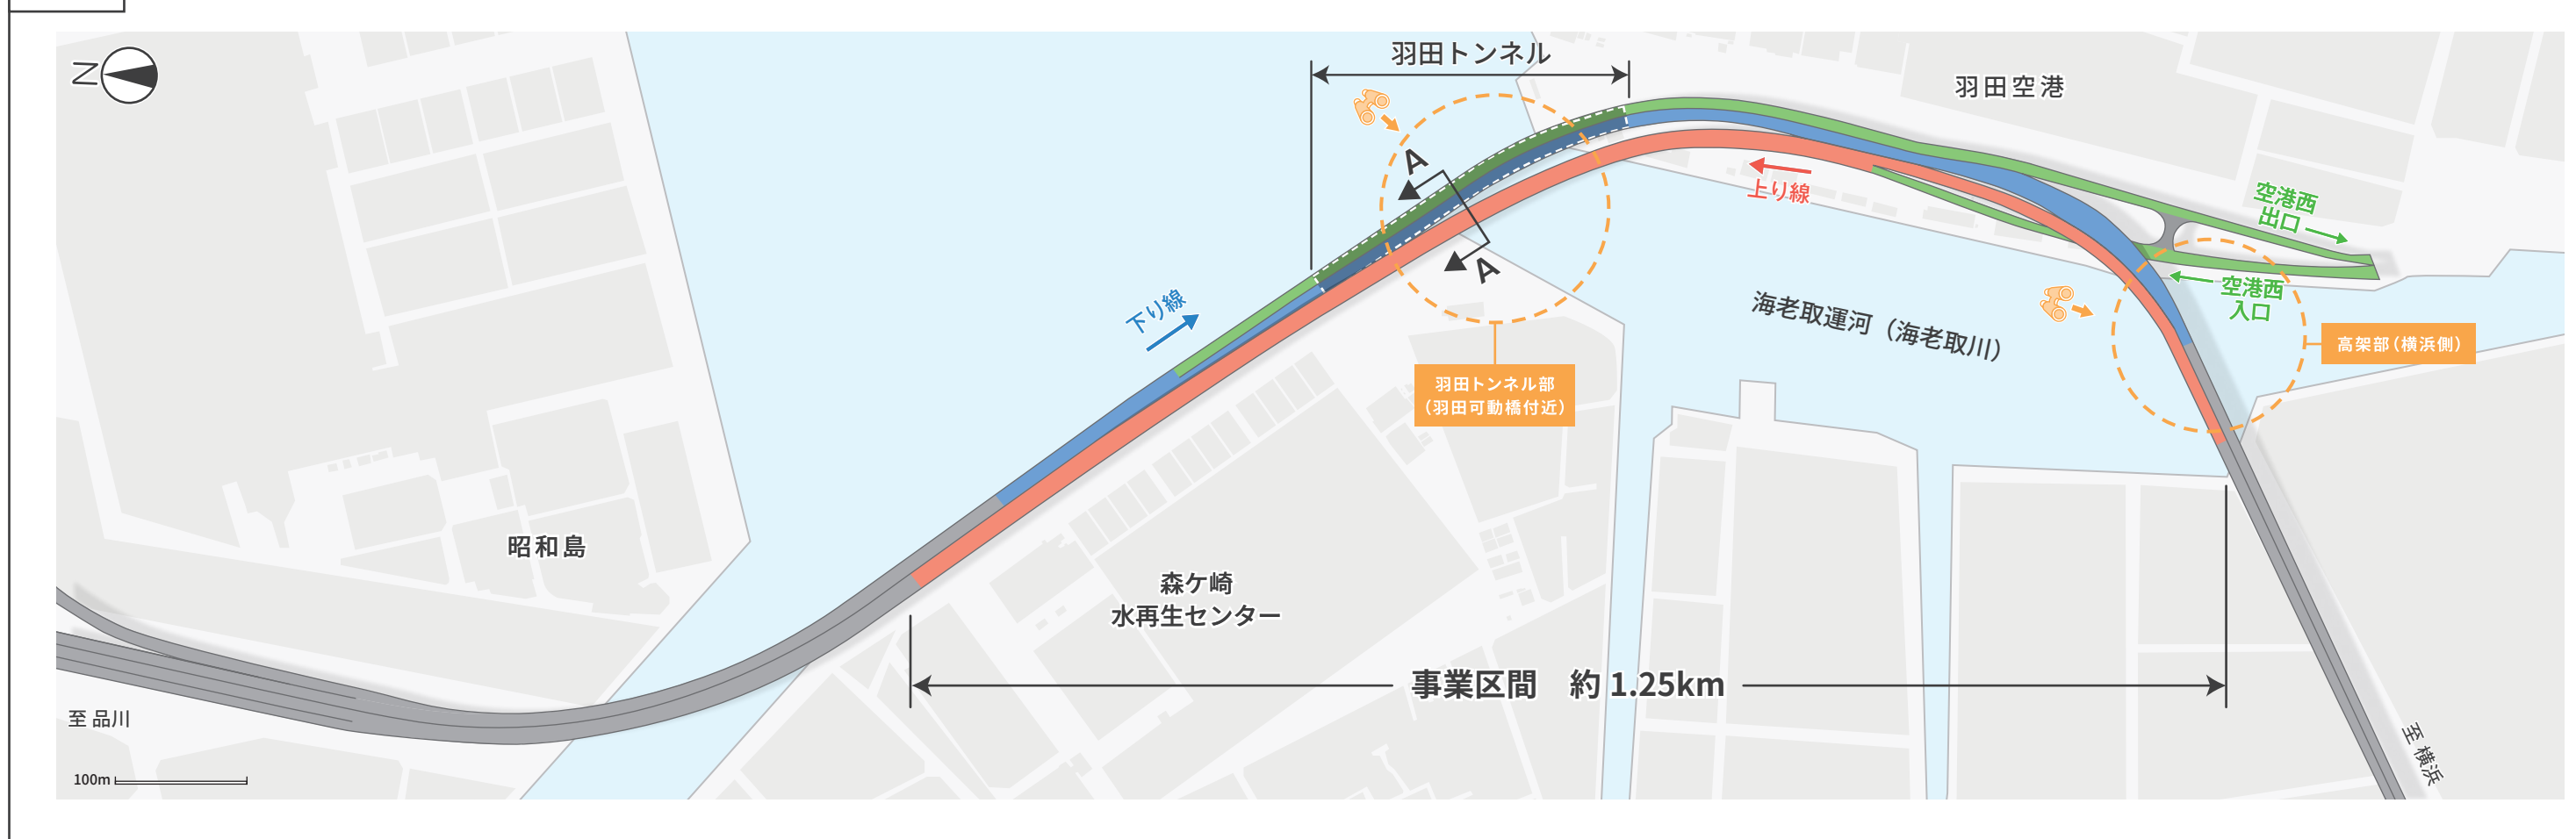 N
羽田トンネル
羽田空港
A
A
上り線
空港西
出口
空港西
入口
下り線
海老取運河（海老取川）
高架部（横浜側）
羽田トンネル部
（羽田可動橋付近）
昭和島
森ケ崎
水再生センター
事業区間　約 1.25km
至 品川
至 横浜
100m